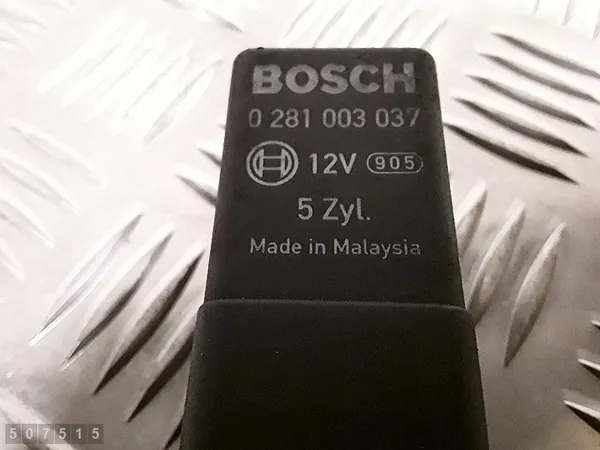 BOSCH
0 281 003 037
12V 905
5 Zyl.
Made in Malaysia
507515